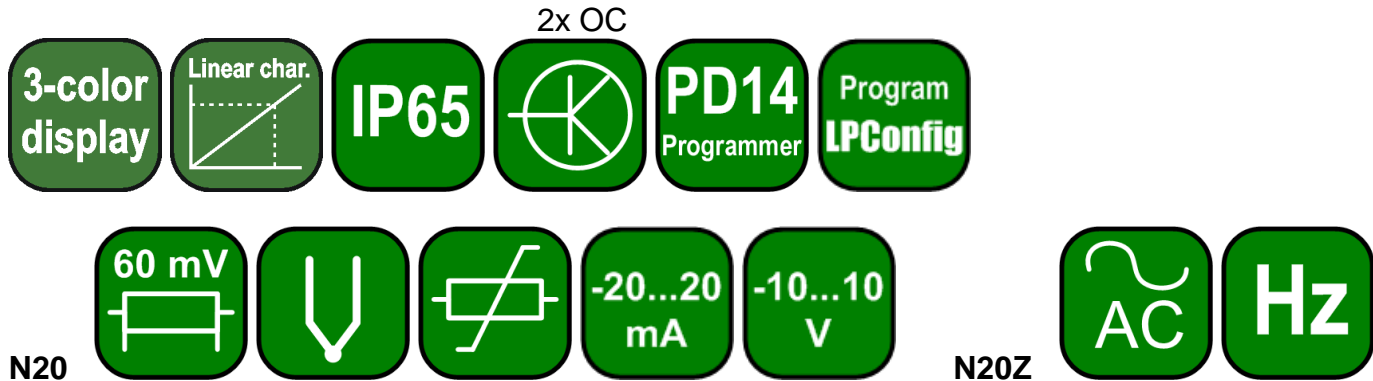 2x OC
3-color
display
Linear char.
IP65
PD14
Programmer
Program
LPConfig
N20
60 mV
-20...20
mA
-10...10
V
N20Z
AC
Hz